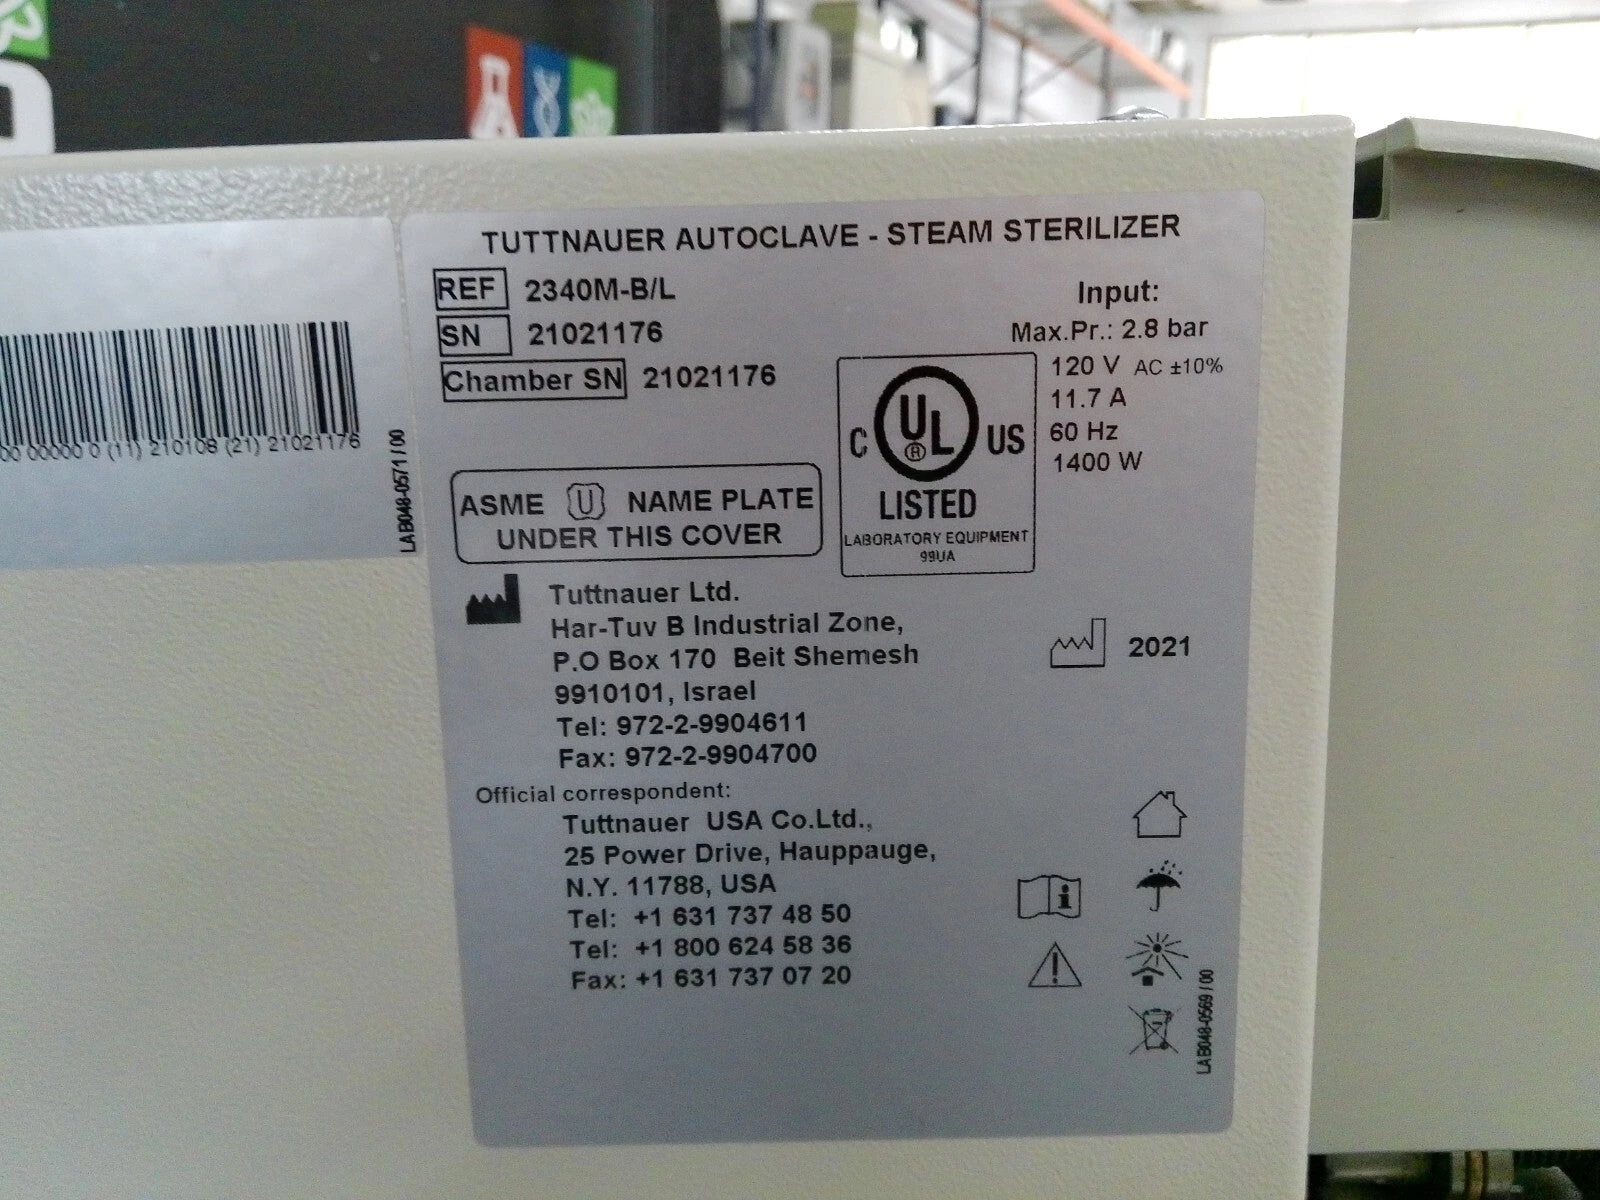 TUTTNAUER AUTOCLAVE - STEAM STERILIZER
REF 2340M-B/L
SN 21021176
Chamber SN 21021176
Input:
Max.Pr.: 2.8 bar
120 V AC ±10%
11.7 A
60 Hz
1400 W
C UL ® US
LISTED
LABORATORY EQUIPMENT
99UA
ASME U NAME PLATE
UNDER THIS COVER
Tuttnauer Ltd.
Har-Tuv B Industrial Zone,
P.O Box 170 Beit Shemesh
9910101, Israel
Tel: 972-2-9904611
Fax: 972-2-9904700
2021
Official correspondent:
Tuttnauer USA Co.Ltd.,
25 Power Drive, Hauppauge,
N.Y. 11788, USA
Tel: +1 631 737 48 50
Tel: +1 800 624 58 36
Fax: +1 631 737 07 20
LAB048-0569 / 00
00 00000 0 (11) 210108 (21) 21021176
LAB048-0571 / 00